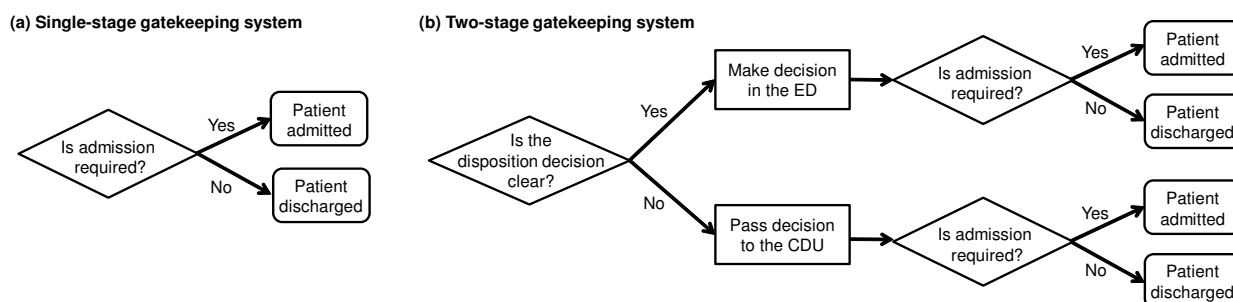 (a) Single-stage gatekeeping system
Is admission
required?
Yes
No
Patient
admitted
Patient
discharged
(b) Two-stage gatekeeping system
Is the
disposition decision
clear?
Yes
No
Make decision
in the ED
Is admission
required?
Yes
No
Patient
admitted
Patient
discharged
Pass decision
to the CDU
Is admission
required?
Yes
No
Patient
admitted
Patient
discharged